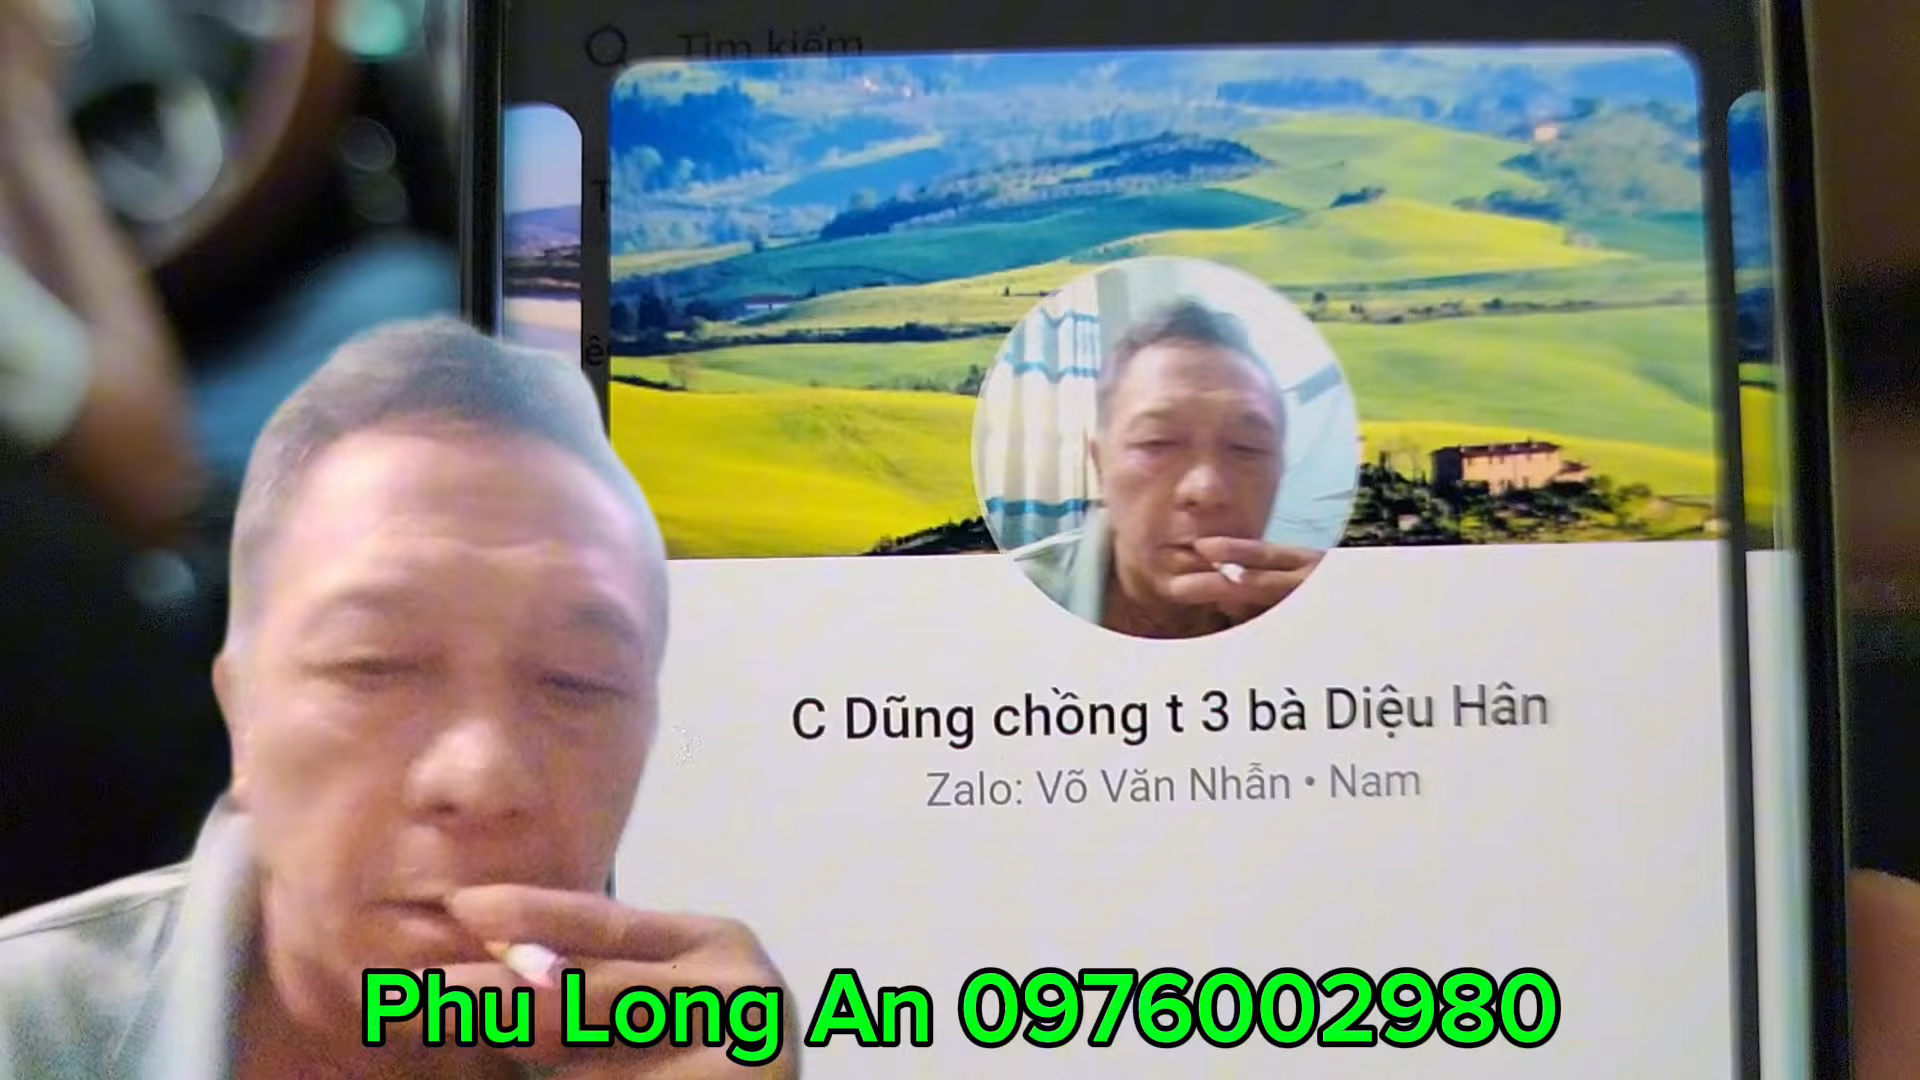 Tìm kiếm
C Dũng chồng t 3 bà Diệu Hân
Zalo: Võ Văn Nhẫn • Nam
Phu Long An 0976002980